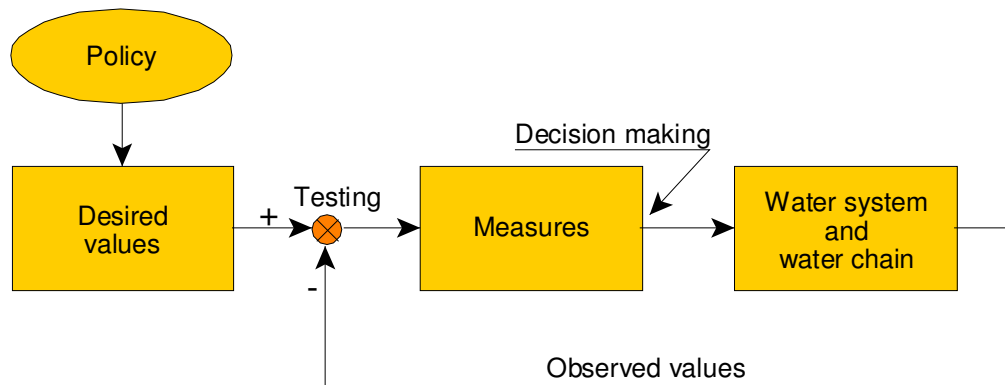 Policy
Decision making
Testing
Desired
values
+
-
Measures
Water system
and
water chain
Observed values